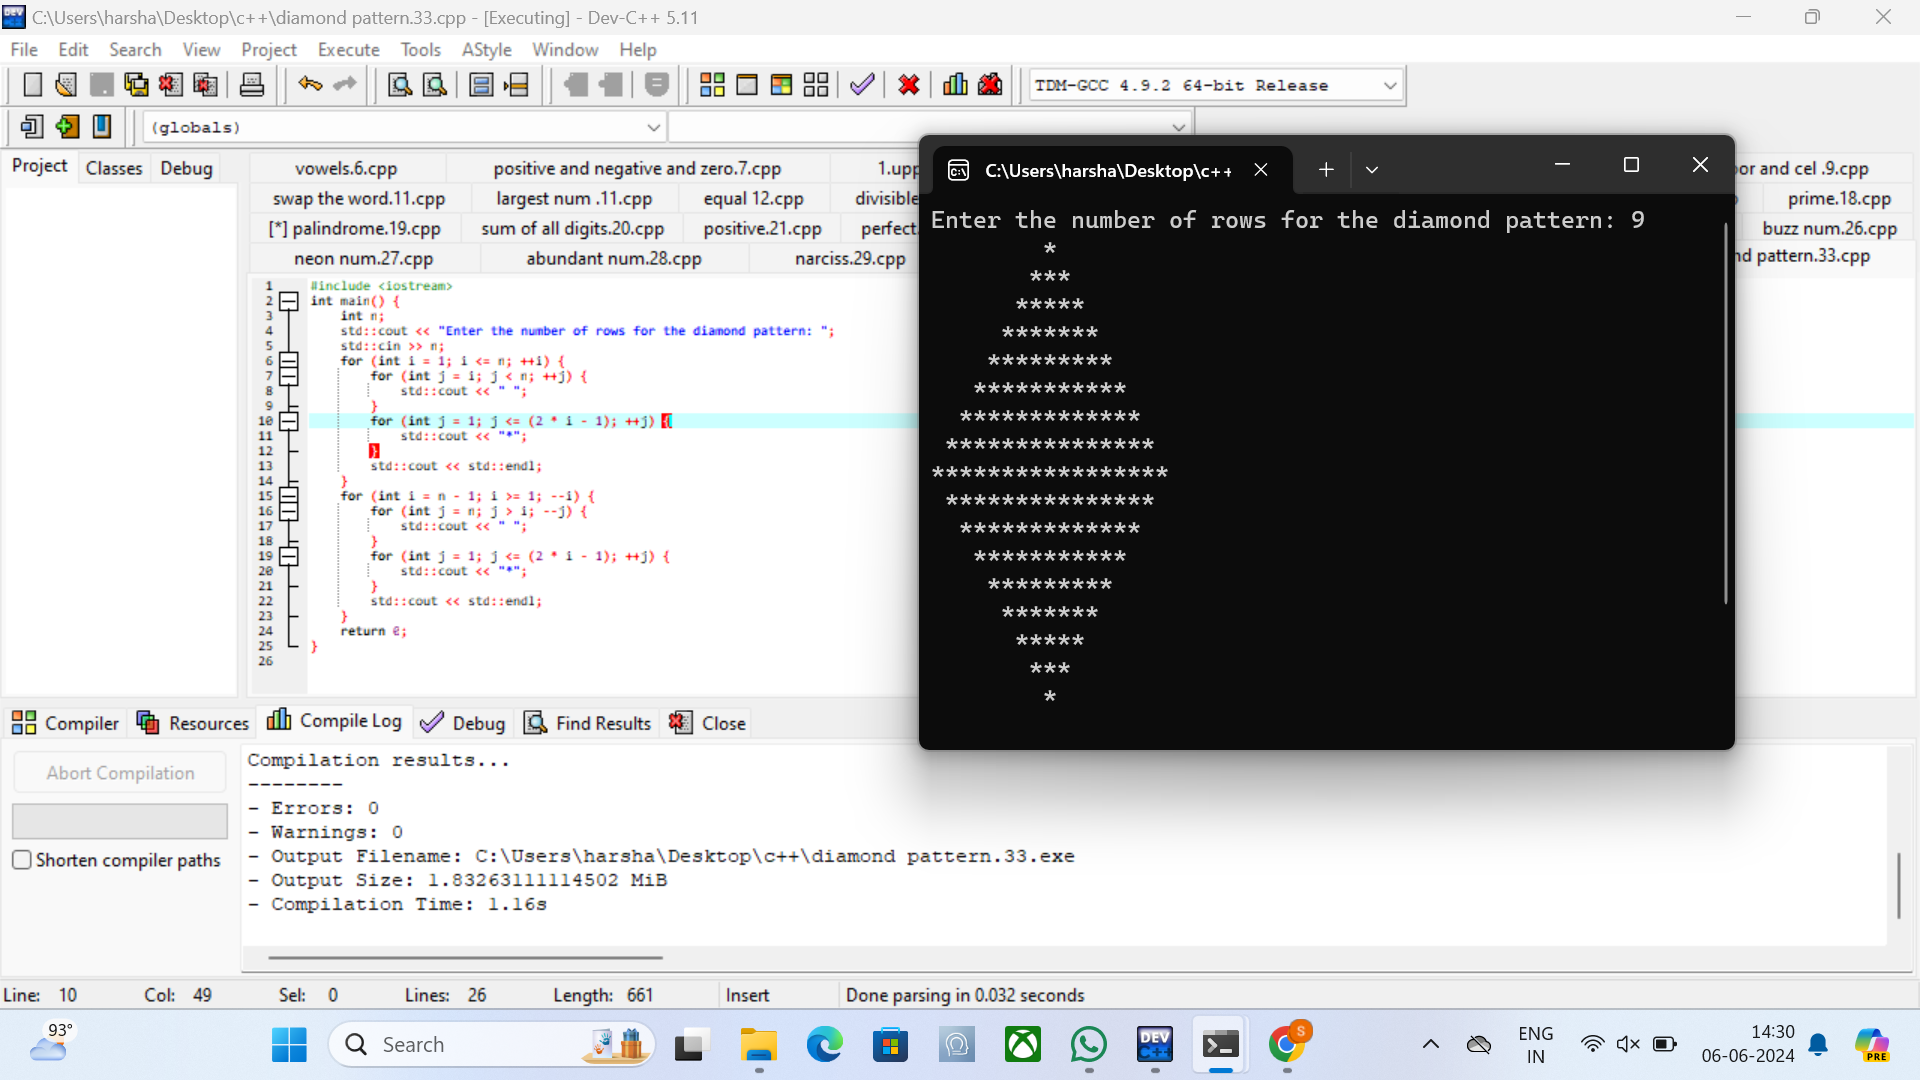 C:\Users\harsha\Desktop\c++\diamond pattern.33.cpp - [Executing] - Dev-C++ 5.11
File Edit Search View Project Execute Tools AStyle Window Help
TDM-GCC 4.9.2 64-bit Release
(globals)
Project Classes Debug
vowels.6.cpp positive and negative and zero.7.cpp 1.upp or and cel .9.cpp
swap the word.11.cpp largest num .11.cpp equal 12.cpp divisible prime.18.cpp
[*] palindrome.19.cpp sum of all digits.20.cpp positive.21.cpp perfect. buzz num.26.cpp
neon num.27.cpp abundant num.28.cpp narciss.29.cpp nd pattern.33.cpp
1 #include <iostream>
2 int main() {
3 int n;
4 std::cout << "Enter the number of rows for the diamond pattern: ";
5 std::cin >> n;
6 for (int i = 1; i <= n; ++i) {
7 for (int j = i; j < n; ++j) {
8 std::cout << " ";
9 }
10 for (int j = 1; j <= (2 * i - 1); ++j) {
11 std::cout << "*";
12 }
13 std::cout << std::endl;
14 }
15 for (int i = n - 1; i >= 1; --i) {
16 for (int j = n; j > i; --j) {
17 std::cout << " ";
18 }
19 for (int j = 1; j <= (2 * i - 1); ++j) {
20 std::cout << "*";
21 }
22 std::cout << std::endl;
23 }
24 return 0;
25 }
26
C:\Users\harsha\Desktop\c++
Enter the number of rows for the diamond pattern: 9
*
***
*****
*******
*********
***********
*************
***************
*****************
***************
*************
***********
*********
*******
*****
***
*
Compiler Resources Compile Log Debug Find Results Close
Abort Compilation
Shorten compiler paths
Compilation results...
--------
- Errors: 0
- Warnings: 0
- Output Filename: C:\Users\harsha\Desktop\c++\diamond pattern.33.exe
- Output Size: 1.83263111114502 MiB
- Compilation Time: 1.16s
Line: 10 Col: 49 Sel: 0 Lines: 26 Length: 661 Insert Done parsing in 0.032 seconds
93°
Search
DEV C++
S
ENG
IN
14:30
06-06-2024
PRE